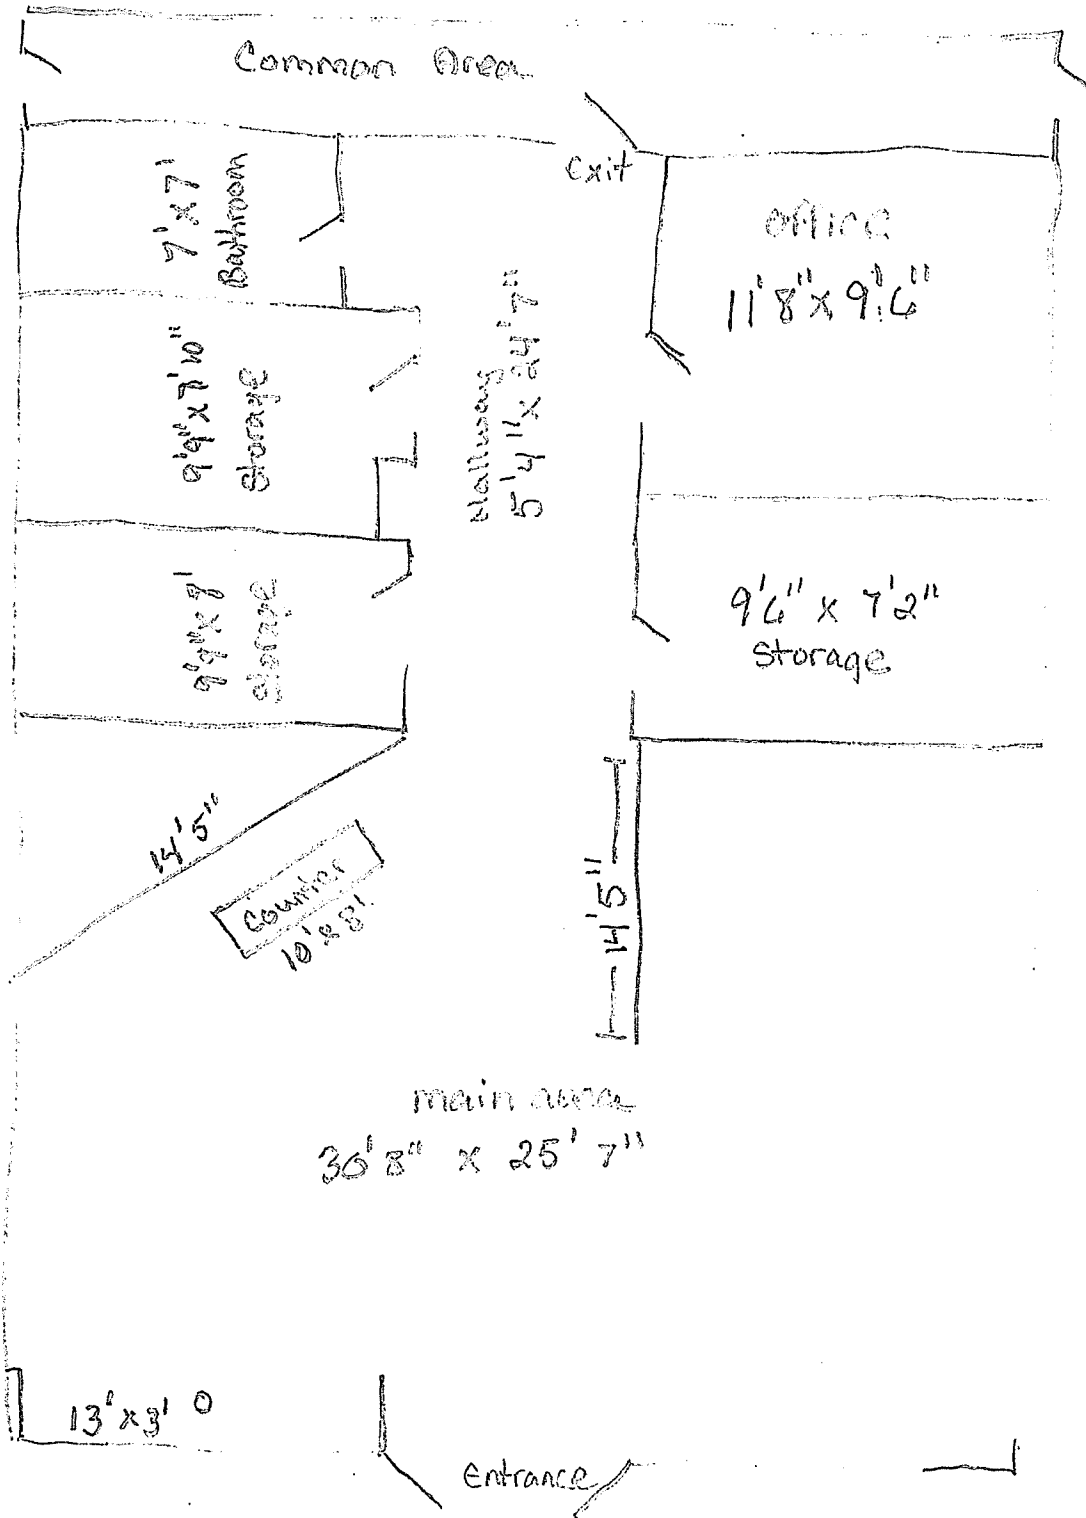 Common Area
Exit
7' x 7'
Bathroom
office
11'8" x 9'6"
9'9" x 7'10"
Storage
Hallway
5'4" x 24'7"
9'9" x 8'
Storage
9'6" x 7'2"
Storage
14'5"
Counter
10' x 8'
14'5"
main area
30'8" x 25'7"
13' x 3'
Entrance